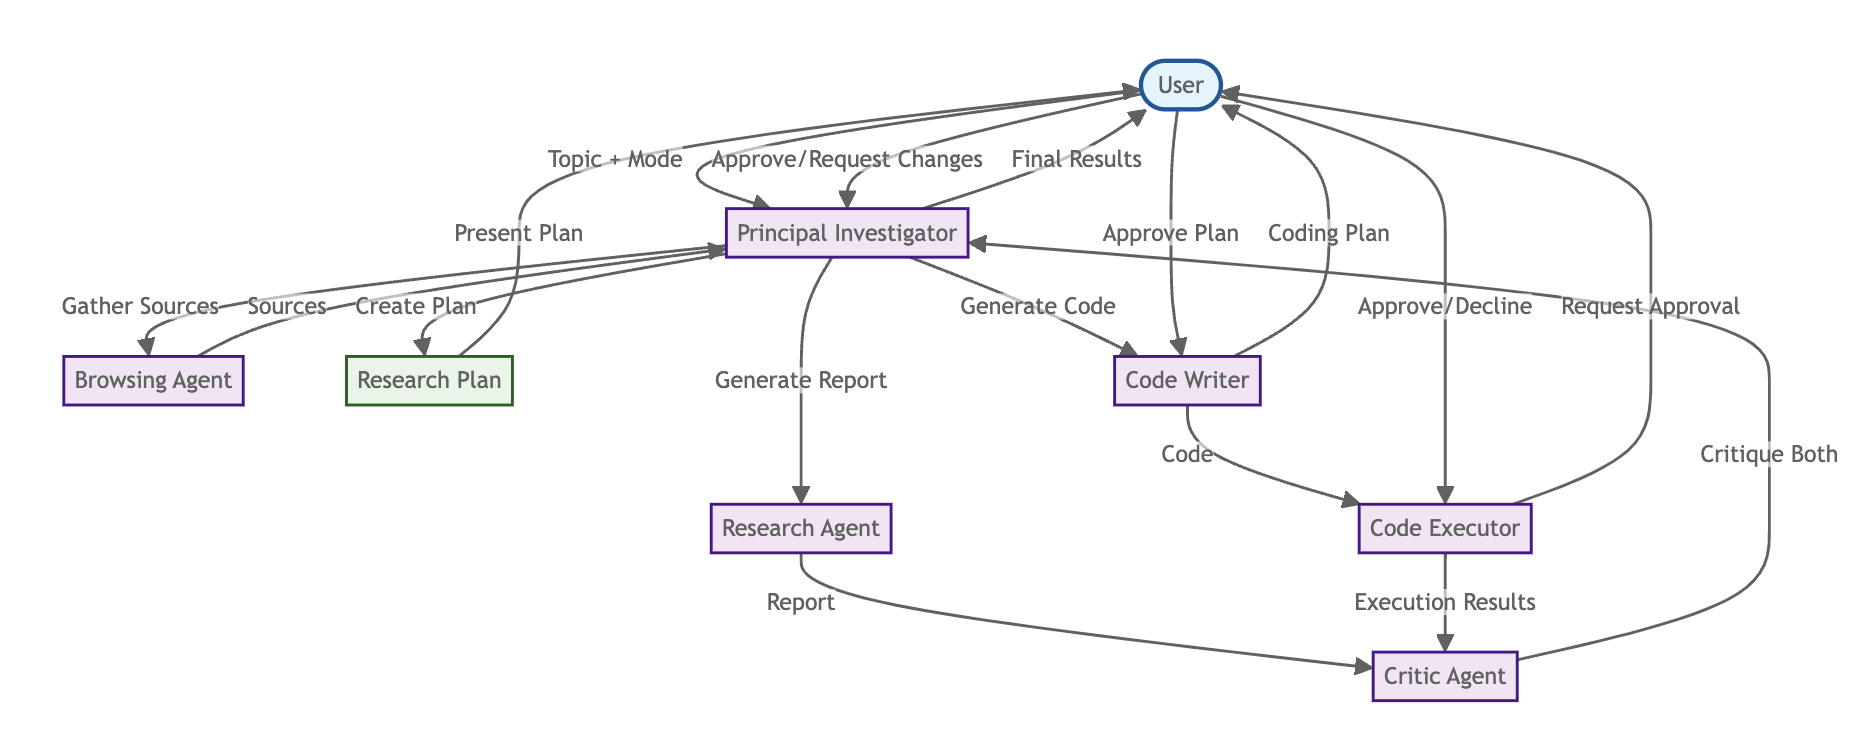 User
Topic + Mode
Approve/Request Changes
Final Results
Present Plan
Principal Investigator
Approve Plan
Coding Plan
Gather Sources
Sources
Create Plan
Generate Code
Approve/Decline
Request Approval
Browsing Agent
Research Plan
Generate Report
Code Writer
Code
Critique Both
Research Agent
Code Executor
Report
Execution Results
Critic Agent